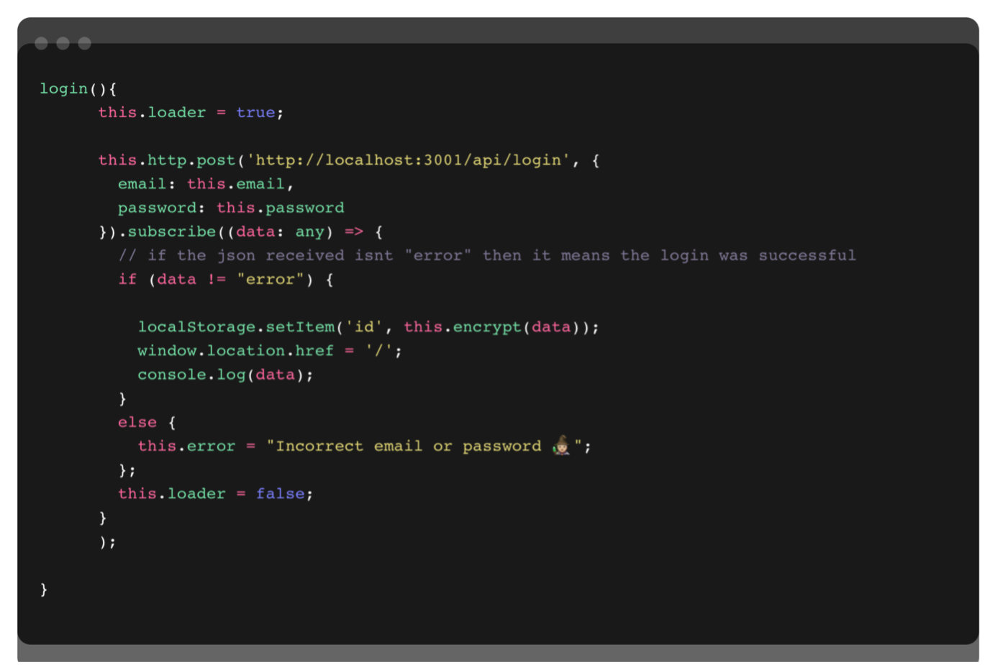 login(){
this.loader = true;
this.http.post('http://localhost:3001/api/login', {
email: this.email,
password: this.password
}).subscribe((data: any) => {
// if the json received isnt "error" then it means the login was successful
if (data != "error") {
localStorage.setItem('id', this.encrypt(data));
window.location.href = '/';
console.log(data);
}
else {
this.error = "Incorrect email or password 🧙";
};
this.loader = false;
}
);
}